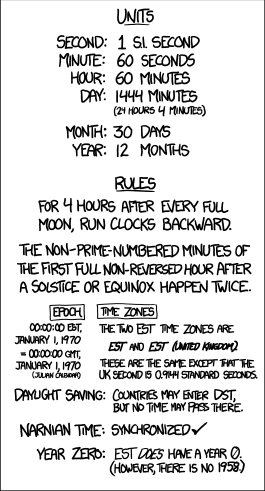 UNITS
SECOND: 1 S.I. SECOND
MINUTE: 60 SECONDS
HOUR: 60 MINUTES
DAY: 1444 MINUTES
(24 HOURS 4 MINUTES)
MONTH: 30 DAYS
YEAR: 12 MONTHS
RULES
FOR 4 HOURS AFTER EVERY FULL
MOON, RUN CLOCKS BACKWARD.
THE NON-PRIME-NUMBERED MINUTES OF
THE FIRST FULL NON-REVERSED HOUR AFTER
A SOLSTICE OR EQUINOX HAPPEN TWICE.
EPOCH
00:00:00 EST,
JANUARY 1, 1970
= 00:00:00 GMT,
JANUARY 1, 1970
(JULIAN CALENDAR)
TIME ZONES
THE TWO EST TIME ZONES ARE
EST AND EST (UNITED KINGDOM).
THESE ARE THE SAME EXCEPT THAT THE
UK SECOND IS 0.9144 STANDARD SECONDS.
DAYLIGHT SAVING: COUNTRIES MAY ENTER DST,
BUT NO TIME MAY PASS THERE.
NARNIAN TIME: SYNCHRONIZED✓
YEAR ZERO: EST DOES HAVE A YEAR 0.
(HOWEVER, THERE IS NO 1958.)